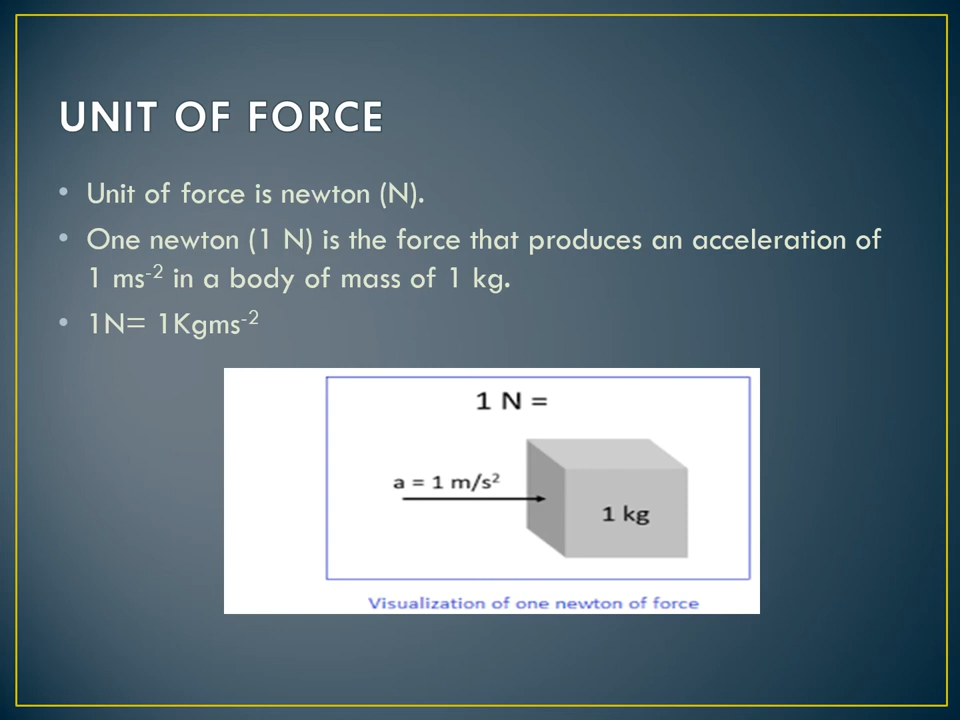 UNIT OF FORCE
• Unit of force is newton (N).
• One newton (1 N) is the force that produces an acceleration of
1 ms⁻² in a body of mass of 1 kg.
• 1N= 1Kgms⁻²
1 N =
a = 1 m/s²
1 kg
Visualization of one newton of force